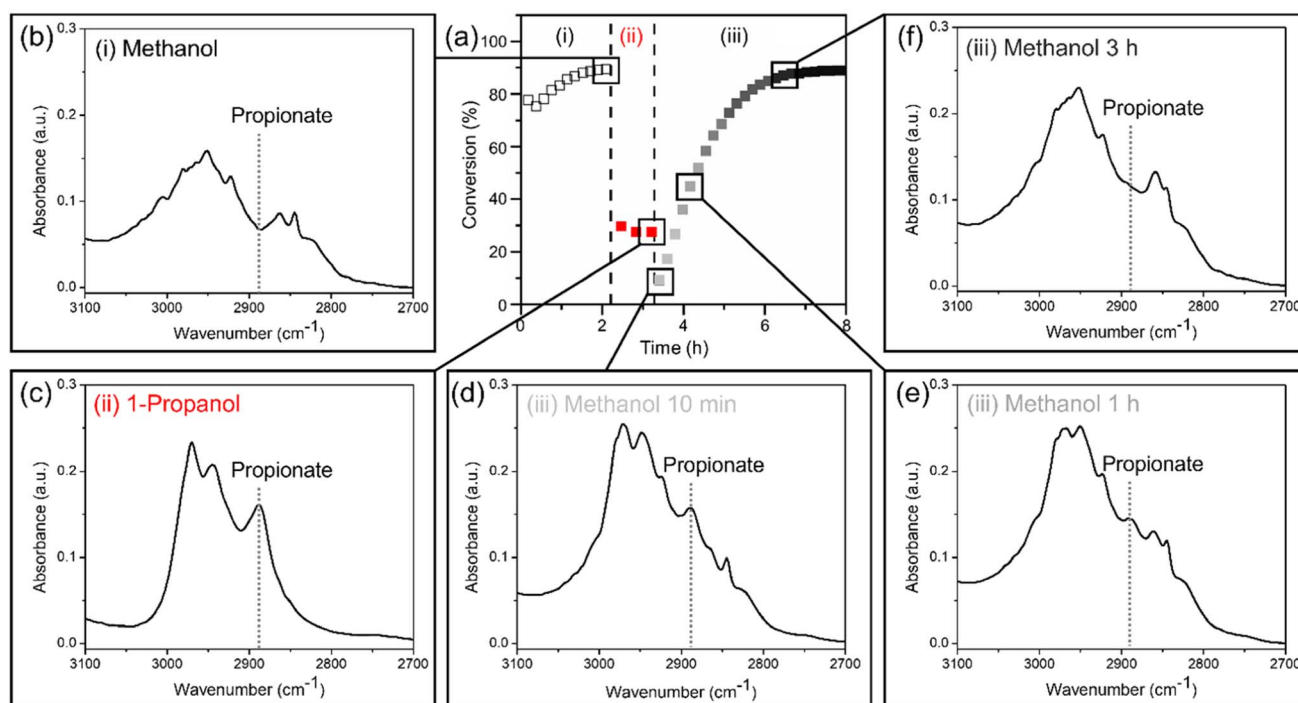 (b)
(i) Methanol
Propionate
Absorbance (a.u.)
0.3
0.2
0.1
0.0
3100 3000 2900 2800 2700
Wavenumber (cm⁻¹)
(a)
(i) (ii) (iii)
Conversion (%)
100
80
60
40
20
0
0 2 4 6 8
Time (h)
(f)
(iii) Methanol 3 h
Propionate
Absorbance (a.u.)
0.3
0.2
0.1
0.0
3100 3000 2900 2800 2700
Wavenumber (cm⁻¹)
(c)
(ii) 1-Propanol
Propionate
Absorbance (a.u.)
0.3
0.2
0.1
0.0
3100 3000 2900 2800 2700
Wavenumber (cm⁻¹)
(d)
(iii) Methanol 10 min
Propionate
Absorbance (a.u.)
0.3
0.2
0.1
0.0
3100 3000 2900 2800 2700
Wavenumber (cm⁻¹)
(e)
(iii) Methanol 1 h
Propionate
Absorbance (a.u.)
0.3
0.2
0.1
0.0
3100 3000 2900 2800 2700
Wavenumber (cm⁻¹)